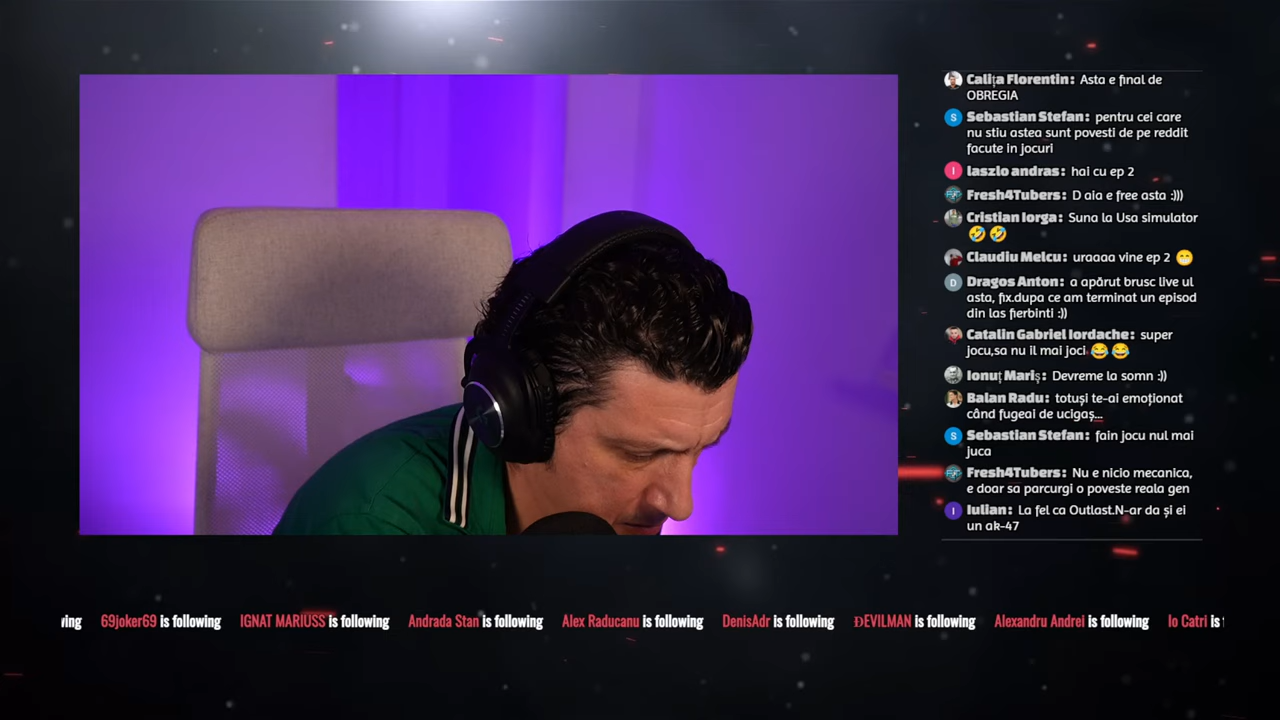 Calița Florentin: Asta e final de
OBREGIA
S Sebastian Stefan: pentru cei care
nu stiu astea sunt povesti de pe reddit
facute in jocuri
l laszlo andras: hai cu ep 2
Fresh4Tubers: D aia e free asta :)))
Cristian Iorga: Suna la Usa simulator
🤣 🤣
Claudiu Melcu: uraaaa vine ep 2 😁
D Dragos Anton: a apărut brusc live ul
asta, fix.dupa ce am terminat un episod
din las fierbinti :))
Catalin Gabriel Iordache: super
jocu,sa nu il mai joci 😂 😂
Ionuț Mariș: Devreme la somn :))
Balan Radu: totuși te-ai emoționat
când fugeai de ucigaș...
S Sebastian Stefan: fain jocu nul mai
juca
Fresh4Tubers: Nu e nicio mecanica,
e doar sa parcurgi o poveste reala gen
I Iulian: La fel ca Outlast.N-ar da și ei
un ak-47
ving 69joker69 is following IGNAT MARIUSS is following Andrada Stan is following Alex Raducanu is following DenisAdr is following ÐEVILMAN is following Alexandru Andrei is following Io Catri is